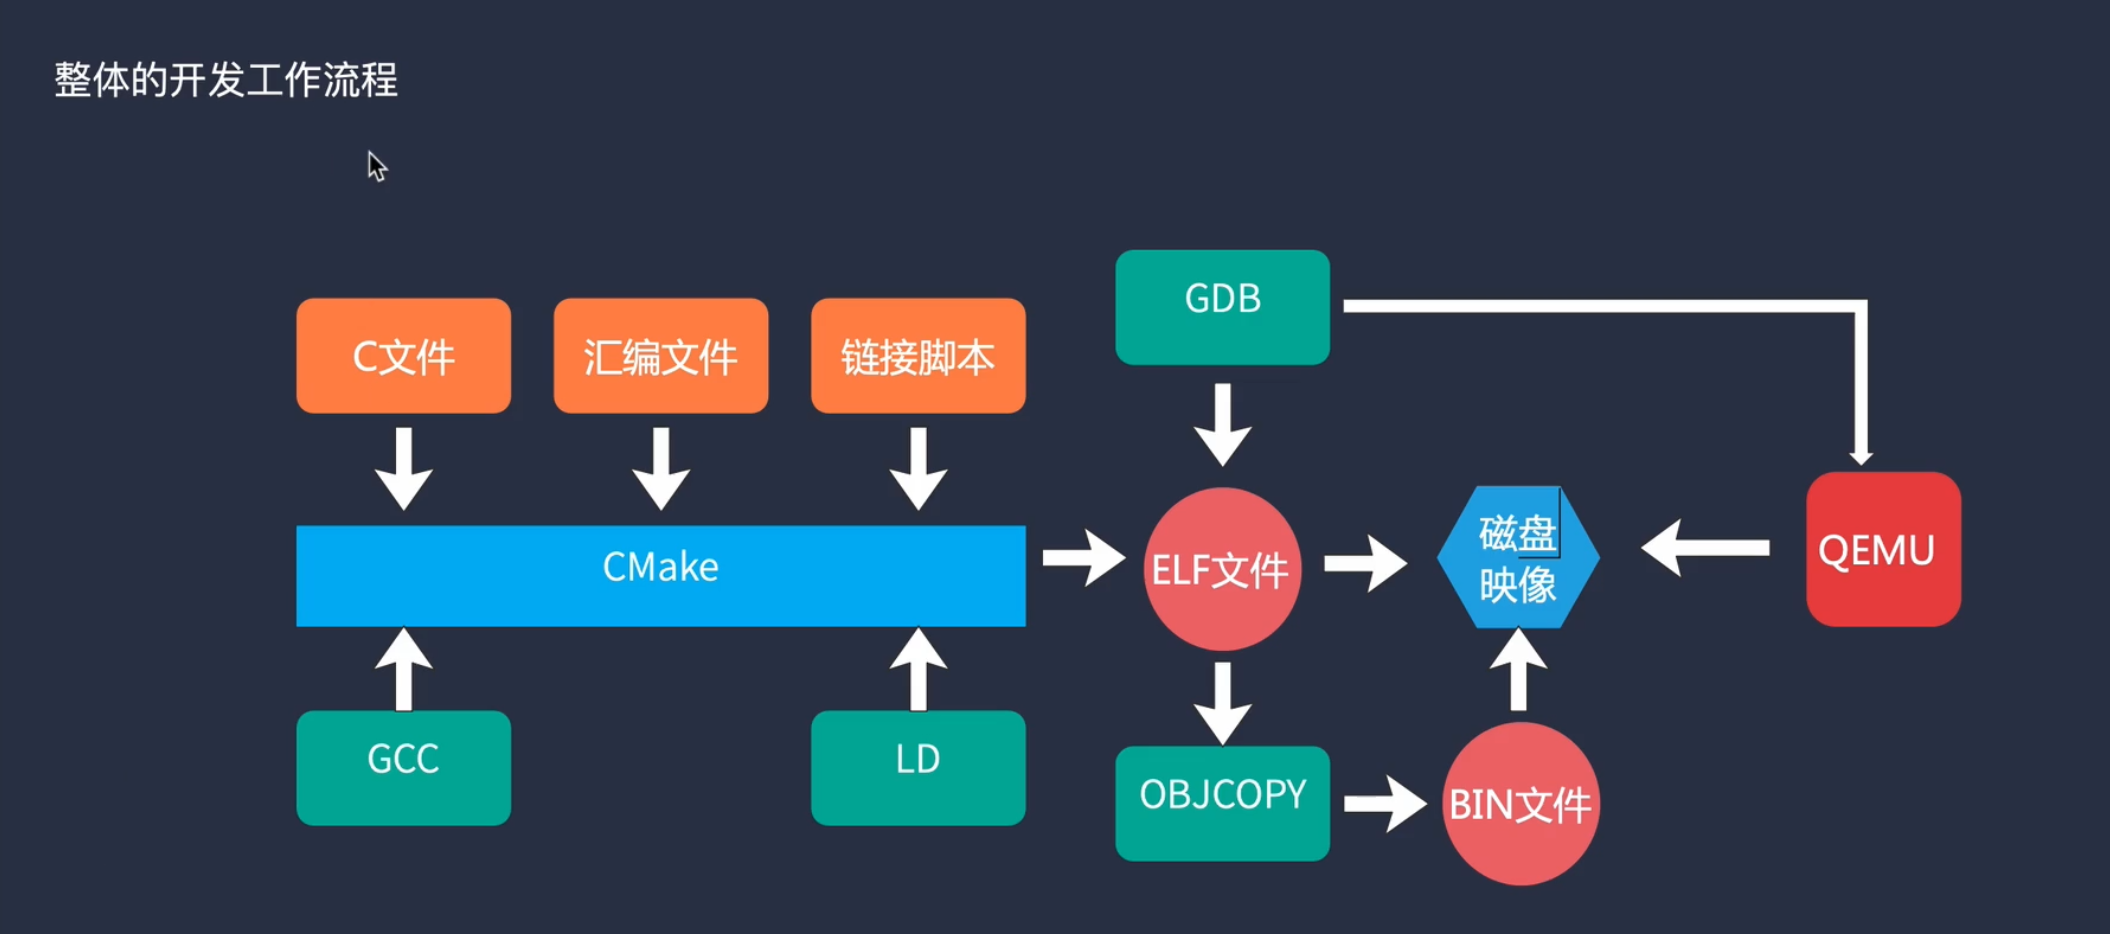 整体的开发工作流程
GDB
C文件
汇编文件
链接脚本
CMake
ELF文件
磁盘
映像
QEMU
GCC
LD
OBJCOPY
BIN文件